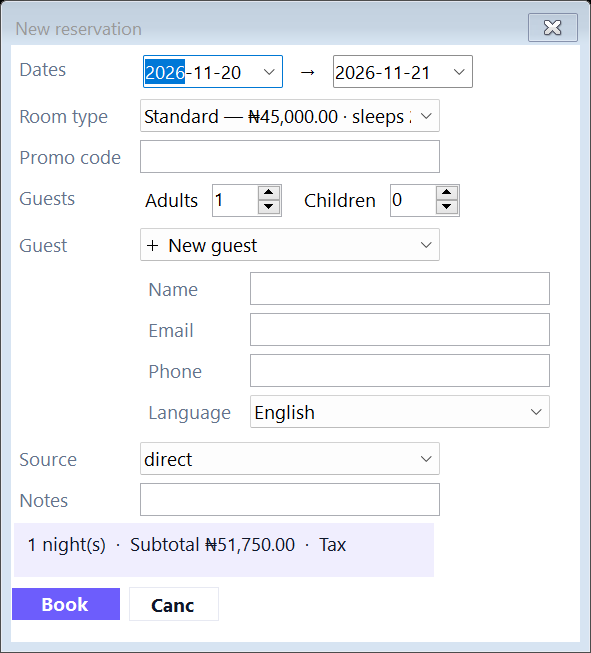 New reservation
Dates 2026-11-20 → 2026-11-21
Room type Standard — ₦45,000.00 · sleeps
Promo code
Guests Adults 1 Children 0
Guest + New guest
Name
Email
Phone
Language English
Source direct
Notes
1 night(s) · Subtotal ₦51,750.00 · Tax
Book Canc